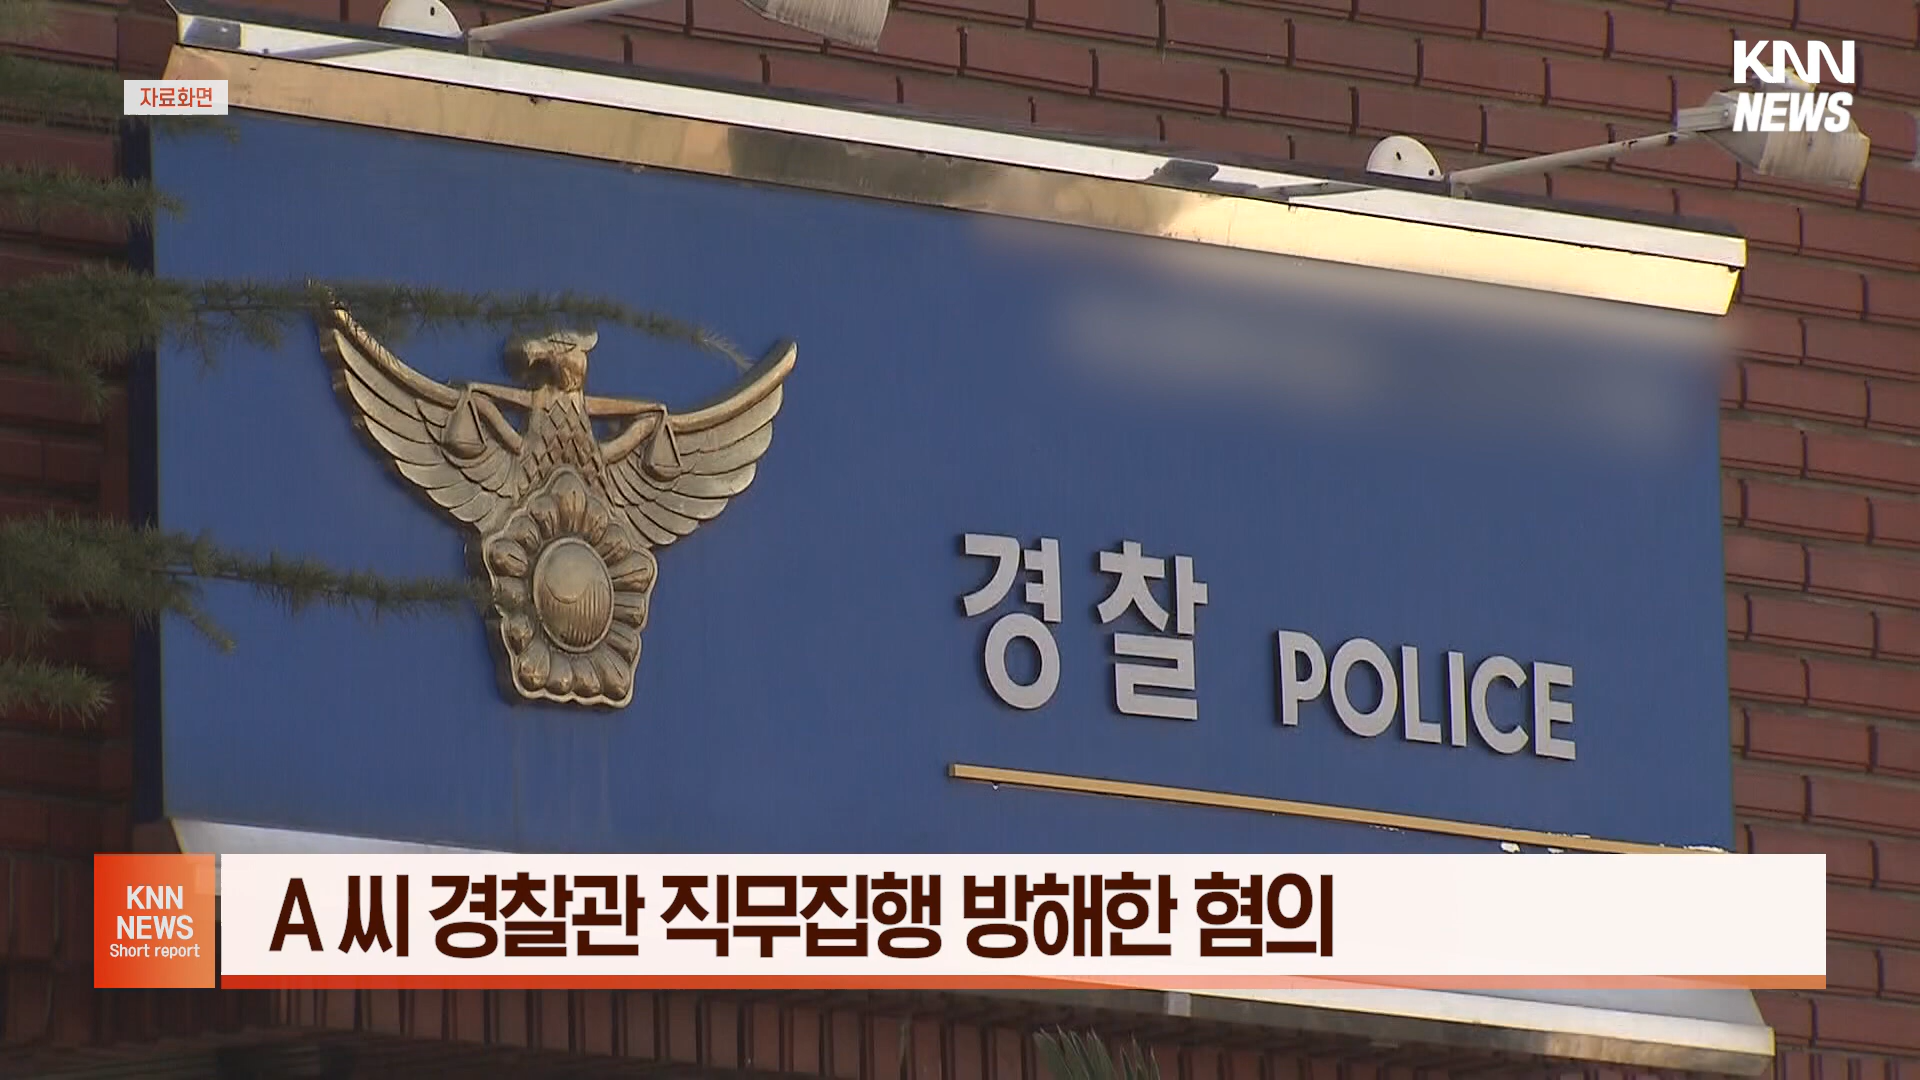 자료화면
KNN
NEWS
경찰 POLICE
KNN
NEWS
Short report
A 씨 경찰관 직무집행 방해한 혐의